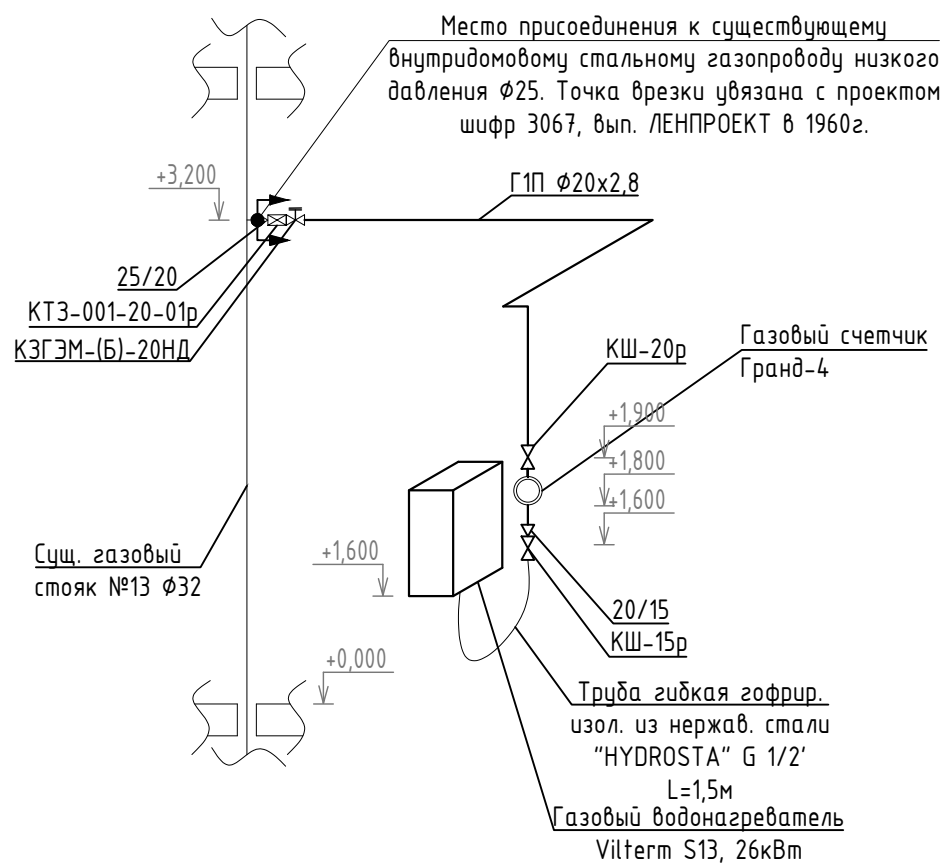 Место присоединения к существующему
внутридомовому стальному газопроводу низкого
давления Ф25. Точка врезки увязана с проектом
шифр 3067, вып. ЛЕНПРОЕКТ в 1960г.
+3,200
Г1П Ф20х2,8
25/20
КТЗ-001-20-01р
КЗГЭМ-(Б)-20НД
КШ-20р
Газовый счетчик
Гранд-4
+1,900
+1,800
+1,600
Сущ. газовый
стояк №13 Ф32
+1,600
20/15
КШ-15р
+0,000
Труба гибкая гофрир.
изол. из нержав. стали
"HYDROSTA" G 1/2'
L=1,5м
Газовый водонагреватель
Vilterm S13, 26кВт